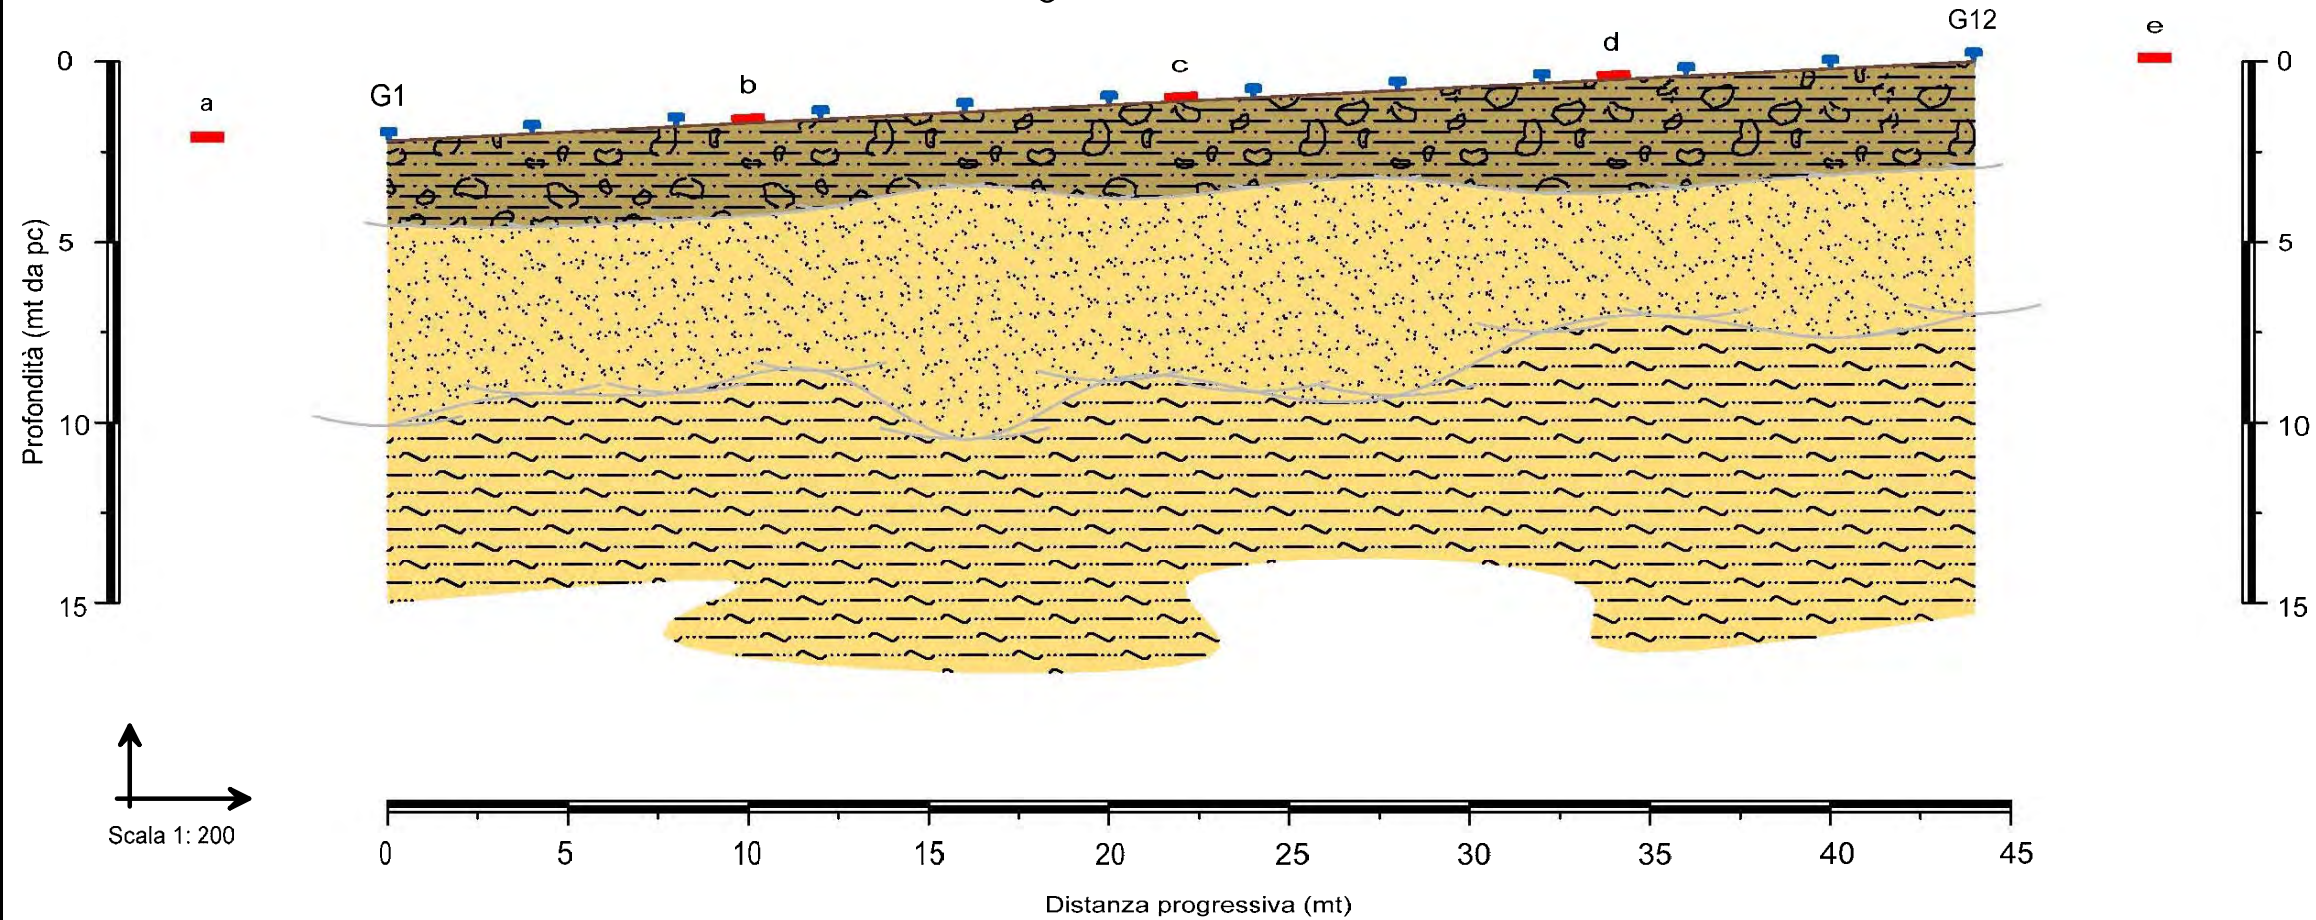 G12
e
d
c
b
a
G1
0
5
10
15
0
5
10
15
Profondità (mt da pc)
Scala 1: 200
0 5 10 15 20 25 30 35 40 45
Distanza progressiva (mt)